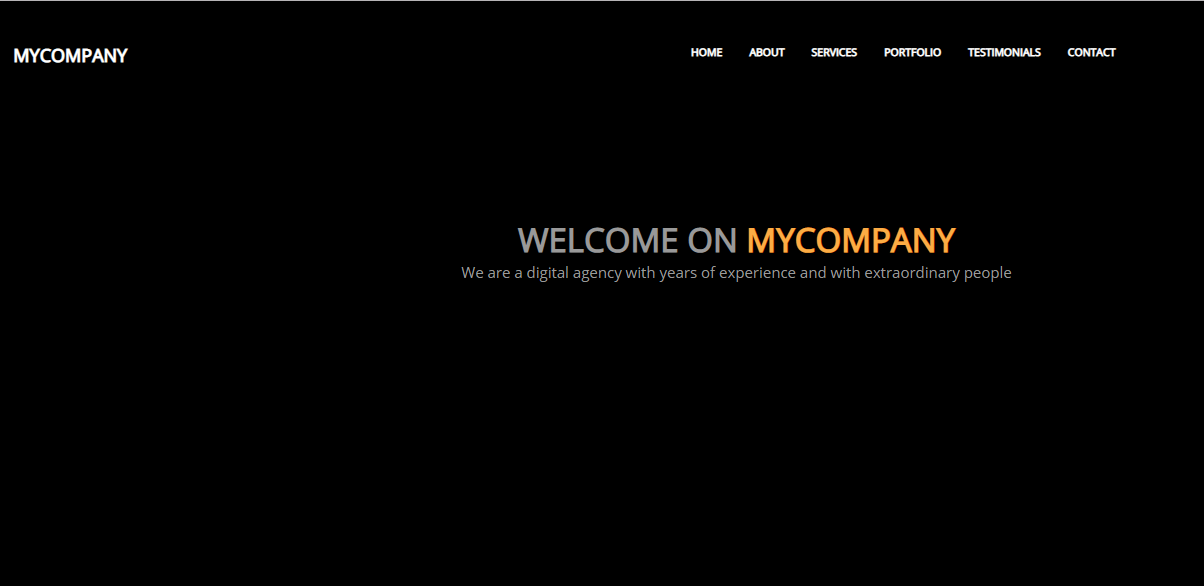 MYCOMPANY
HOME ABOUT SERVICES PORTFOLIO TESTIMONIALS CONTACT
WELCOME ON MYCOMPANY
We are a digital agency with years of experience and with extraordinary people